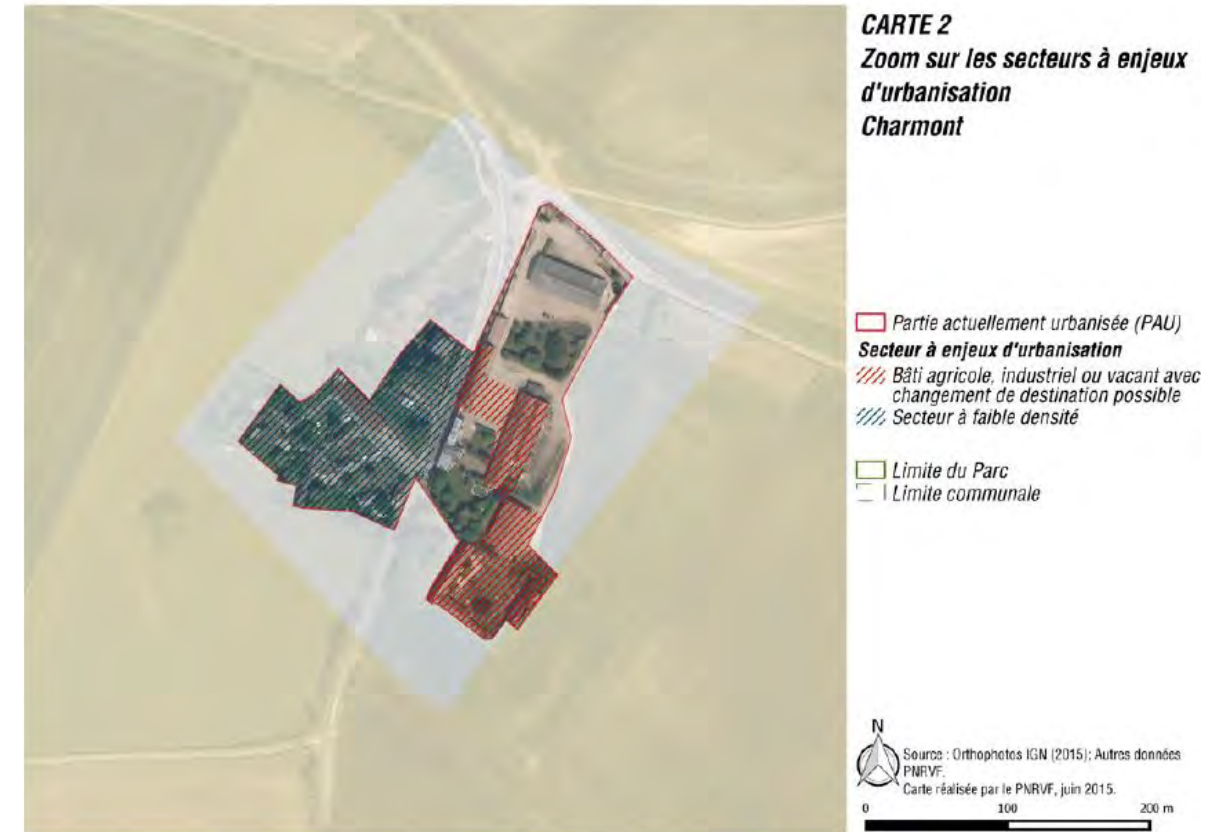 CARTE 2
Zoom sur les secteurs à enjeux
d'urbanisation
Charmont
Partie actuellement urbanisée (PAU)
Secteur à enjeux d'urbanisation
Bâti agricole, industriel ou vacant avec
changement de destination possible
Secteur à faible densité
Limite du Parc
Limite communale
N
Source : Orthophotos IGN (2015); Autres données
PNRVF.
Carte réalisée par le PNRVF, juin 2015.
0 100 200 m